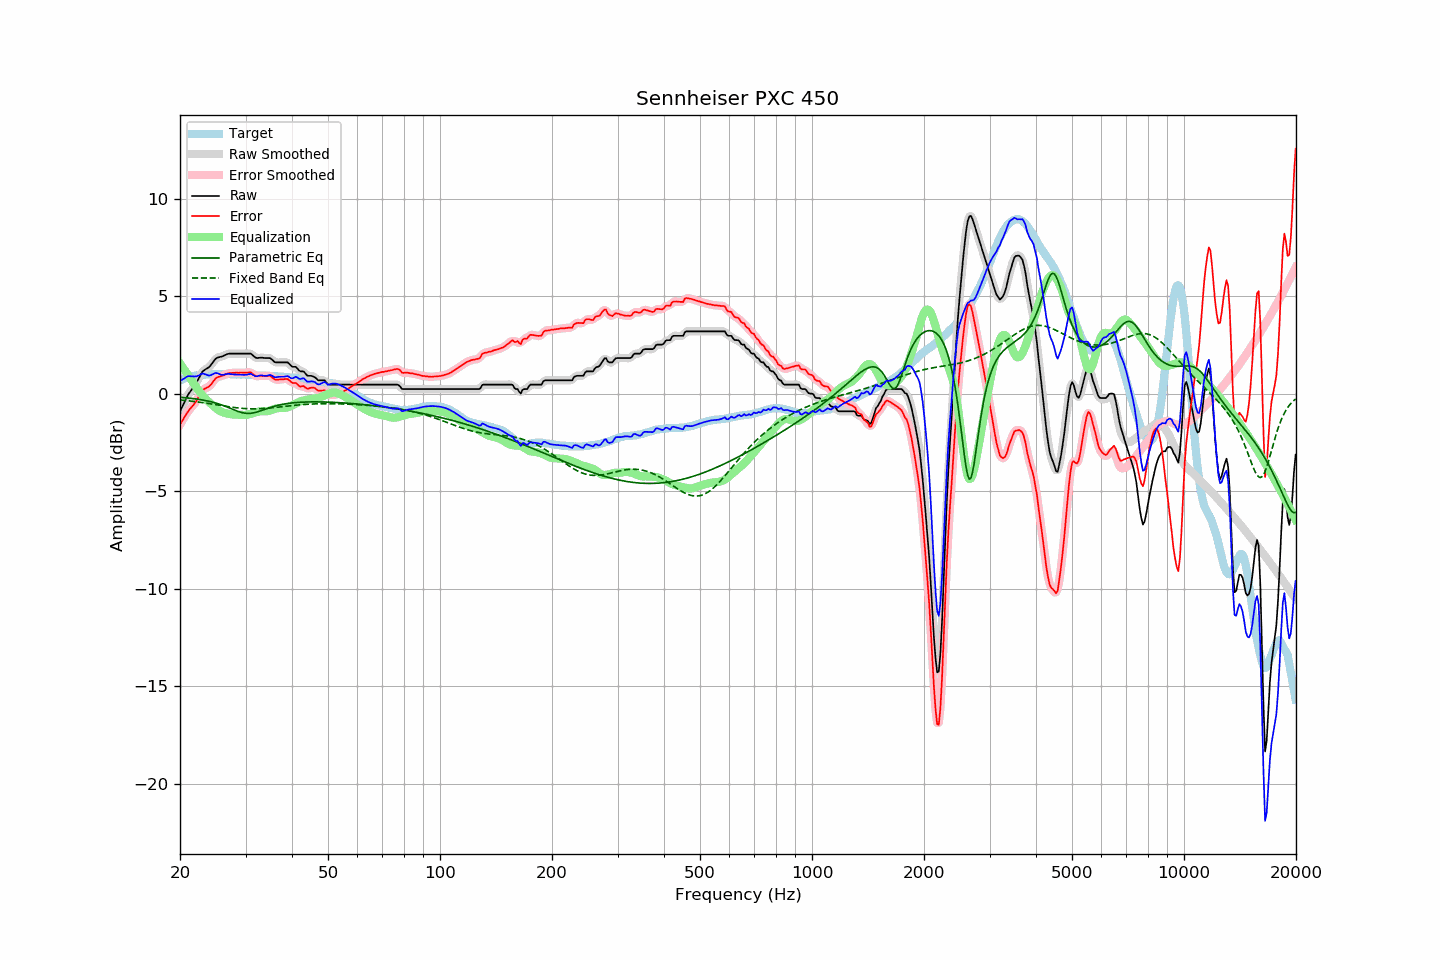 Sennheiser PXC 450
Target
Raw Smoothed
Error Smoothed
Raw
Error
Equalization
Parametric Eq
Fixed Band Eq
Equalized
10
5
0
−5
−10
−15
−20
Amplitude (dBr)
20 50 100 200 500 1000 2000 5000 10000 20000
Frequency (Hz)